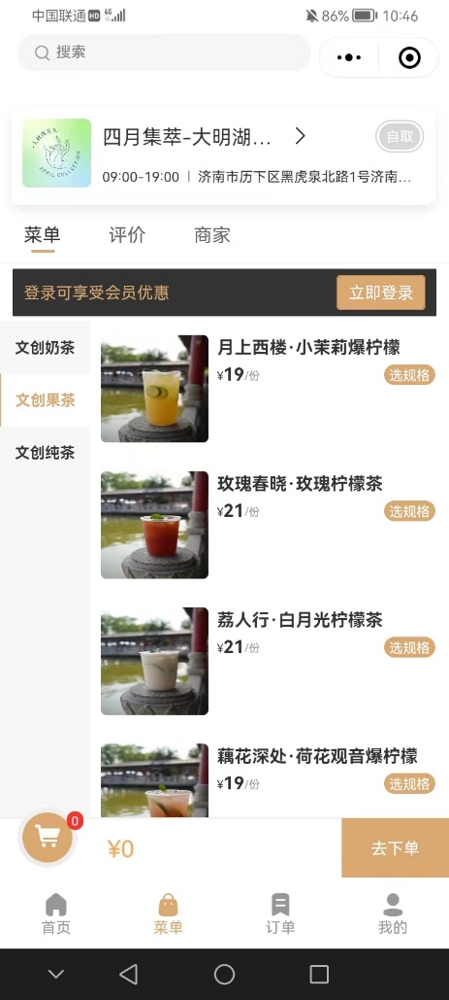 中国联通 HD 4G
86% 10:46
搜索
四月集萃-大明湖...
自取
APRIL COLLECTION
09:00-19:00 | 济南市历下区黑虎泉北路1号济南...
菜单 评价 商家
登录可享受会员优惠 立即登录
文创奶茶
文创果茶
文创纯茶
月上西楼·小茉莉爆柠檬
¥19/份 选规格
玫瑰春晓·玫瑰柠檬茶
¥21/份 选规格
荔人行·白月光柠檬茶
¥21/份 选规格
藕花深处·荷花观音爆柠檬
¥19/份 选规格
0
¥0 去下单
首页 菜单 订单 我的